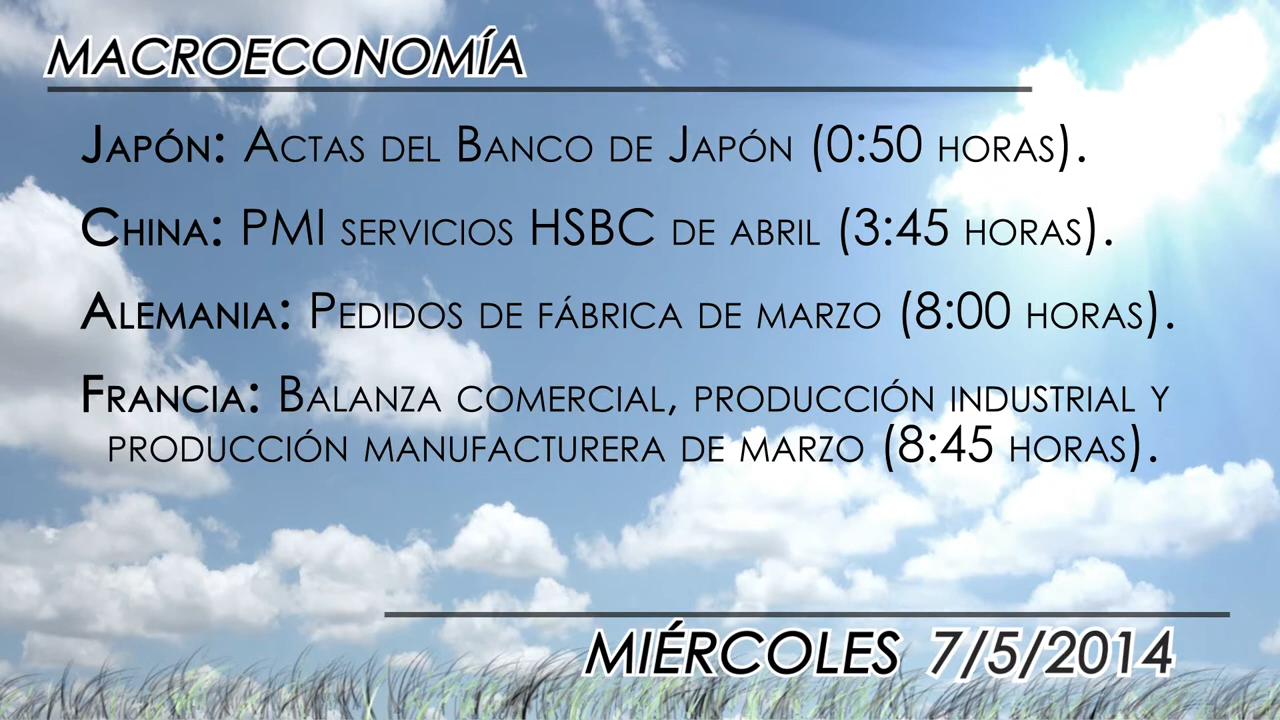 MACROECONOMÍA
Japón: Actas del Banco de Japón (0:50 horas).
China: PMI servicios HSBC de abril (3:45 horas).
Alemania: Pedidos de fábrica de marzo (8:00 horas).
Francia: Balanza comercial, producción industrial y
producción manufacturera de marzo (8:45 horas).
MIÉRCOLES 7/5/2014